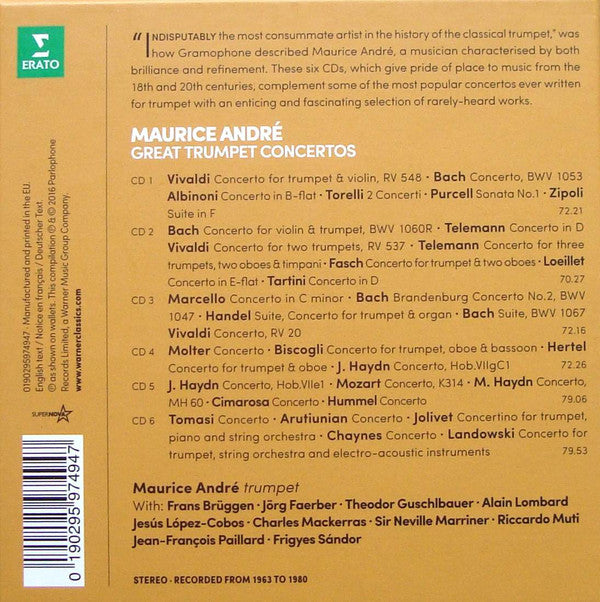 ERATO
"INDISPUTABLY the most consummate artist in the history of the classical trumpet," was
how Gramophone described Maurice André, a musician characterised by both
brilliance and refinement. These six CDs, which give pride of place to music from the
18th and 20th centuries, complement some of the most popular concertos ever written
for trumpet with an enticing and fascinating selection of rarely-heard works.
MAURICE ANDRÉ
GREAT TRUMPET CONCERTOS
CD 1 Vivaldi Concerto for trumpet & violin, RV 548 · Bach Concerto, BWV 1053
Albinoni Concerto in B-flat · Torelli 2 Concerti · Purcell Sonata No.1 · Zipoli
Suite in F 72.21
CD 2 Bach Concerto for violin & trumpet, BWV 1060R · Telemann Concerto in D
Vivaldi Concerto for two trumpets, RV 537 · Telemann Concerto for three
trumpets, two oboes & timpani · Fasch Concerto for trumpet & two oboes · Loeillet
Concerto in E-flat · Tartini Concerto in D 70.27
CD 3 Marcello Concerto in C minor · Bach Brandenburg Concerto No.2, BWV
1047 · Handel Suite, Concerto for trumpet & organ · Bach Suite, BWV 1067
Vivaldi Concerto, RV 20 72.16
CD 4 Molter Concerto · Biscogli Concerto for trumpet, oboe & bassoon · Hertel
Concerto for trumpet & oboe · J. Haydn Concerto, Hob.VIIgC1 72.26
CD 5 J. Haydn Concerto, Hob.VIIe1 · Mozart Concerto, K314 · M. Haydn Concerto,
MH 60 · Cimarosa Concerto · Hummel Concerto 79.06
CD 6 Tomasi Concerto · Arutiunian Concerto · Jolivet Concertino for trumpet,
piano and string orchestra · Chaynes Concerto · Landowski Concerto for
trumpet, string orchestra and electro-acoustic instruments 79.53
Maurice André trumpet
With: Frans Brüggen · Jörg Faerber · Theodor Guschlbauer · Alain Lombard
Jesús López-Cobos · Charles Mackerras · Sir Neville Marriner · Riccardo Muti
Jean-François Paillard · Frigyes Sándor
STEREO · RECORDED FROM 1963 TO 1980
0190295974947. Manufactured and printed in the EU.
English text / Notice en français / Deutscher Text.
as shown on wallets. This compilation ℗ & © 2016 Parlophone
Records Limited, a Warner Music Group Company.
www.warnerclassics.com
SUPERNOVA
0 190295 974947